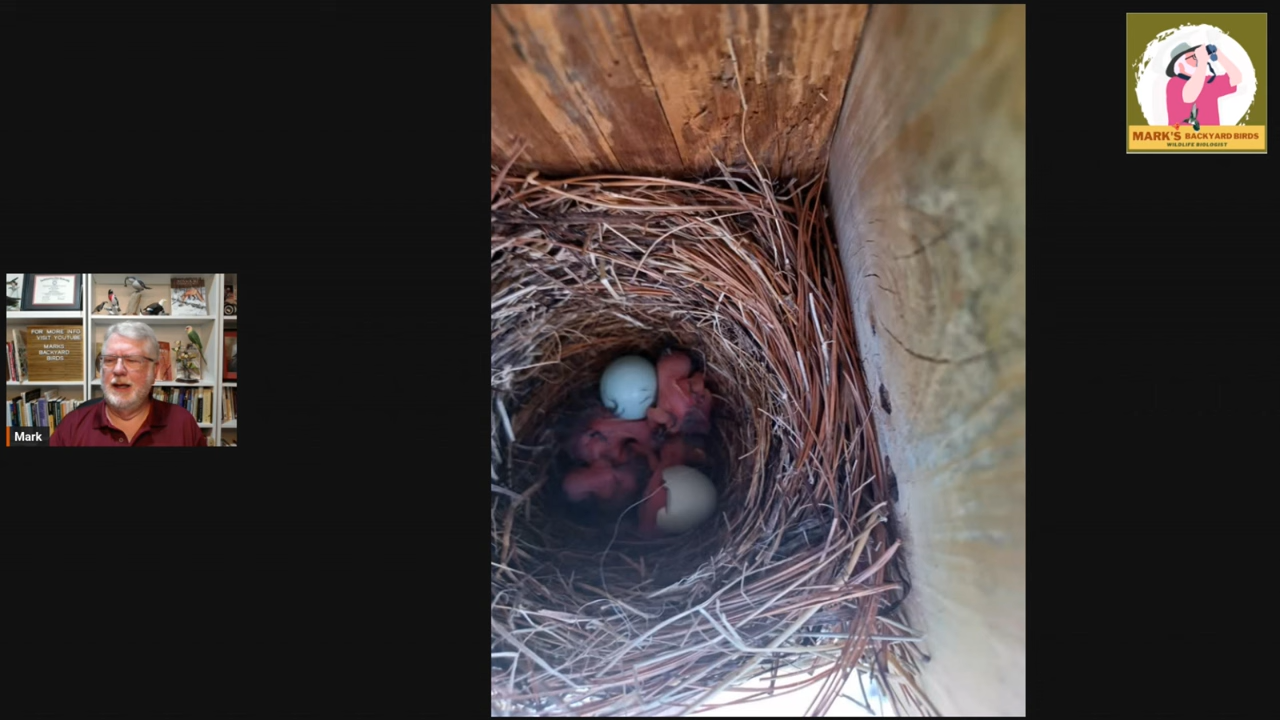 FOR MORE INFO
VISIT YOUTUBE
MARKS
BACKYARD
BIRDS
Mark
MARK'S BACKYARD BIRDS
WILDLIFE BIOLOGIST